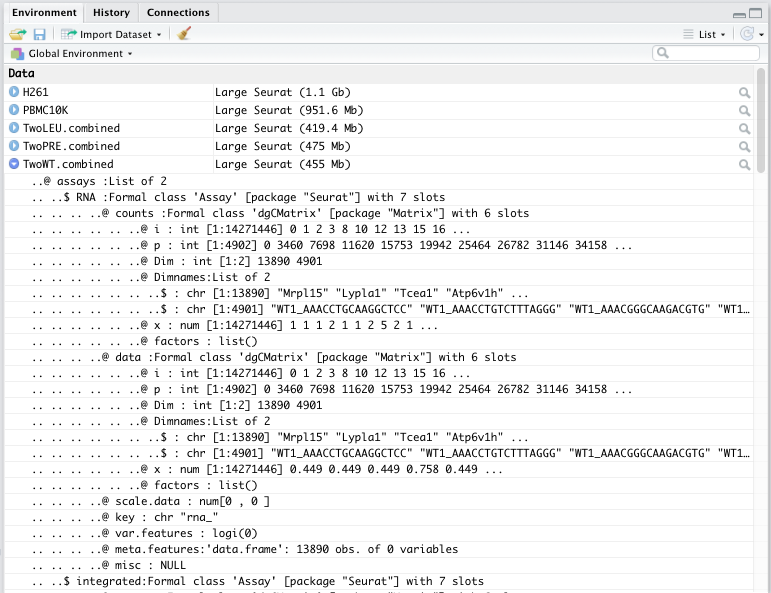 Environment History Connections
Import Dataset List
Global Environment
Data
H261 Large Seurat (1.1 Gb)
PBMC10K Large Seurat (951.6 Mb)
TwoLEU.combined Large Seurat (419.4 Mb)
TwoPRE.combined Large Seurat (475 Mb)
TwoWT.combined Large Seurat (455 Mb)
..@ assays :List of 2
.. ..$ RNA :Formal class 'Assay' [package "Seurat"] with 7 slots
.. .. .. ..@ counts :Formal class 'dgCMatrix' [package "Matrix"] with 6 slots
.. .. .. .. .. ..@ i : int [1:14271446] 0 1 2 3 8 10 12 13 15 16 ...
.. .. .. .. .. ..@ p : int [1:4902] 0 3460 7698 11620 15753 19942 25464 26782 31146 34158 ...
.. .. .. .. .. ..@ Dim : int [1:2] 13890 4901
.. .. .. .. .. ..@ Dimnames:List of 2
.. .. .. .. .. .. ..$ : chr [1:13890] "Mrpl15" "Lypla1" "Tcea1" "Atp6v1h" ...
.. .. .. .. .. .. ..$ : chr [1:4901] "WT1_AAACCTGCAAGGCTCC" "WT1_AAACCTGTCTTTAGGG" "WT1_AAACGGGCAAGACGTG" "WT1...
.. .. .. .. .. ..@ x : num [1:14271446] 1 1 1 2 1 1 2 5 2 1 ...
.. .. .. .. .. ..@ factors : list()
.. .. .. ..@ data :Formal class 'dgCMatrix' [package "Matrix"] with 6 slots
.. .. .. .. .. ..@ i : int [1:14271446] 0 1 2 3 8 10 12 13 15 16 ...
.. .. .. .. .. ..@ p : int [1:4902] 0 3460 7698 11620 15753 19942 25464 26782 31146 34158 ...
.. .. .. .. .. ..@ Dim : int [1:2] 13890 4901
.. .. .. .. .. ..@ Dimnames:List of 2
.. .. .. .. .. .. ..$ : chr [1:13890] "Mrpl15" "Lypla1" "Tcea1" "Atp6v1h" ...
.. .. .. .. .. .. ..$ : chr [1:4901] "WT1_AAACCTGCAAGGCTCC" "WT1_AAACCTGTCTTTAGGG" "WT1_AAACGGGCAAGACGTG" "WT1...
.. .. .. .. .. ..@ x : num [1:14271446] 0.449 0.449 0.449 0.758 0.449 ...
.. .. .. .. .. ..@ factors : list()
.. .. .. ..@ scale.data : num[0 , 0 ]
.. .. .. ..@ key : chr "rna_"
.. .. .. ..@ var.features : logi(0)
.. .. .. ..@ meta.features:'data.frame': 13890 obs. of 0 variables
.. .. .. ..@ misc : NULL
.. ..$ integrated:Formal class 'Assay' [package "Seurat"] with 7 slots